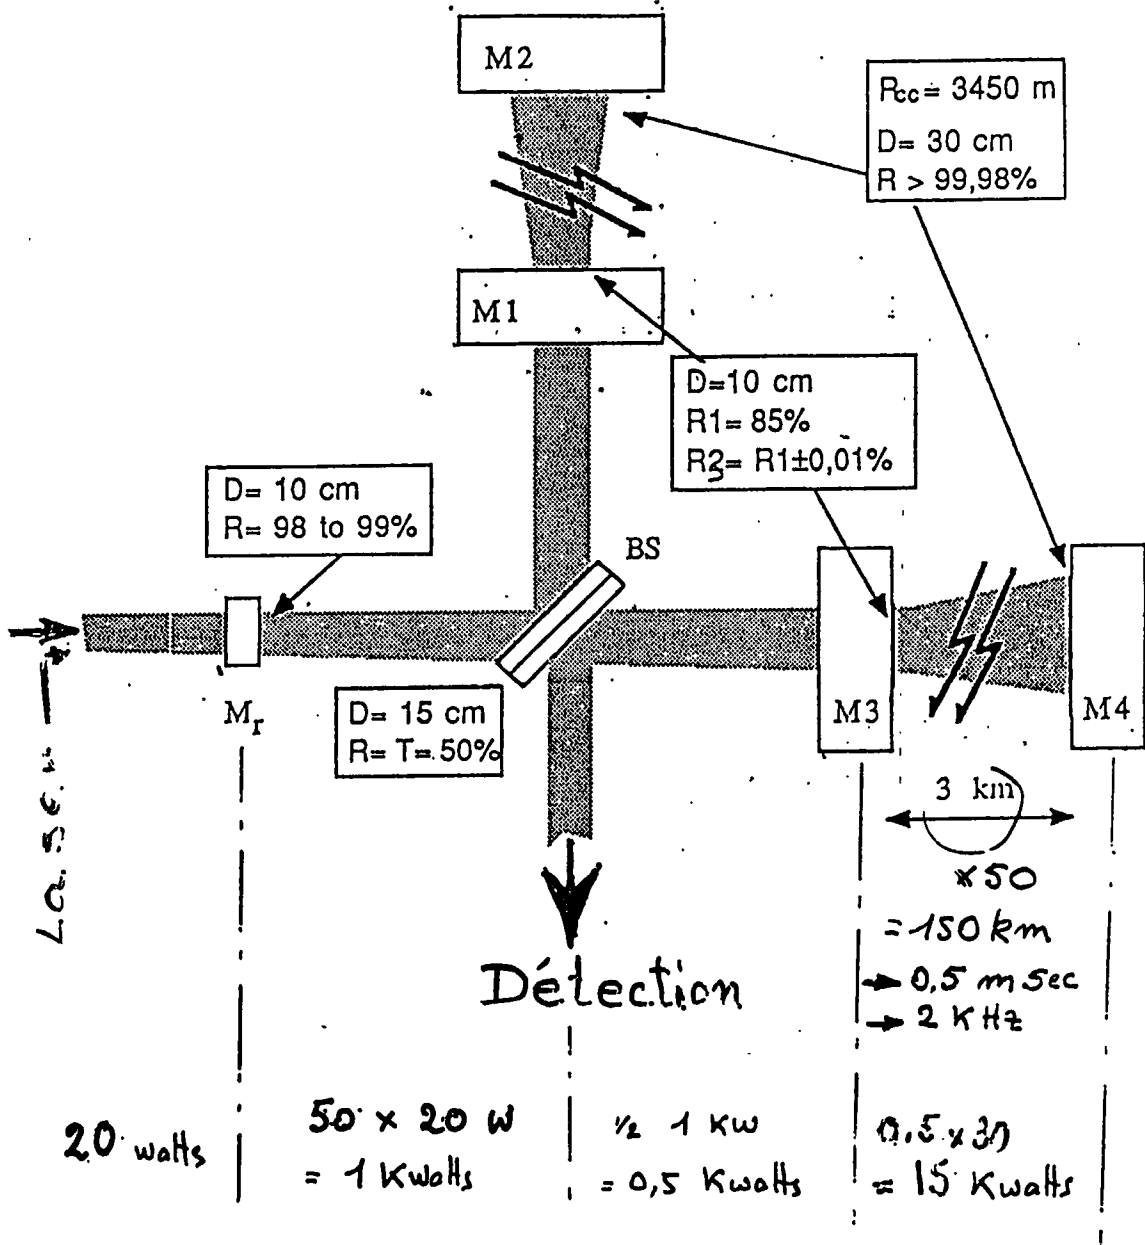 M2
Rcc= 3450 m
D= 30 cm
R > 99,98%
M1
D=10 cm
R1= 85%
R3= R1±0,01%
D= 10 cm
R= 98 to 99%
BS
Laser
Mr
D= 15 cm
R= T= 50%
M3
M4
3 km
×50
= 150 km
→ 0,5 msec
→ 2 KHz
Détection
20 watts
50 × 20 W
= 1 Kwatts
½ 1 KW
= 0,5 Kwatts
0,5 × 30
= 15 Kwatts